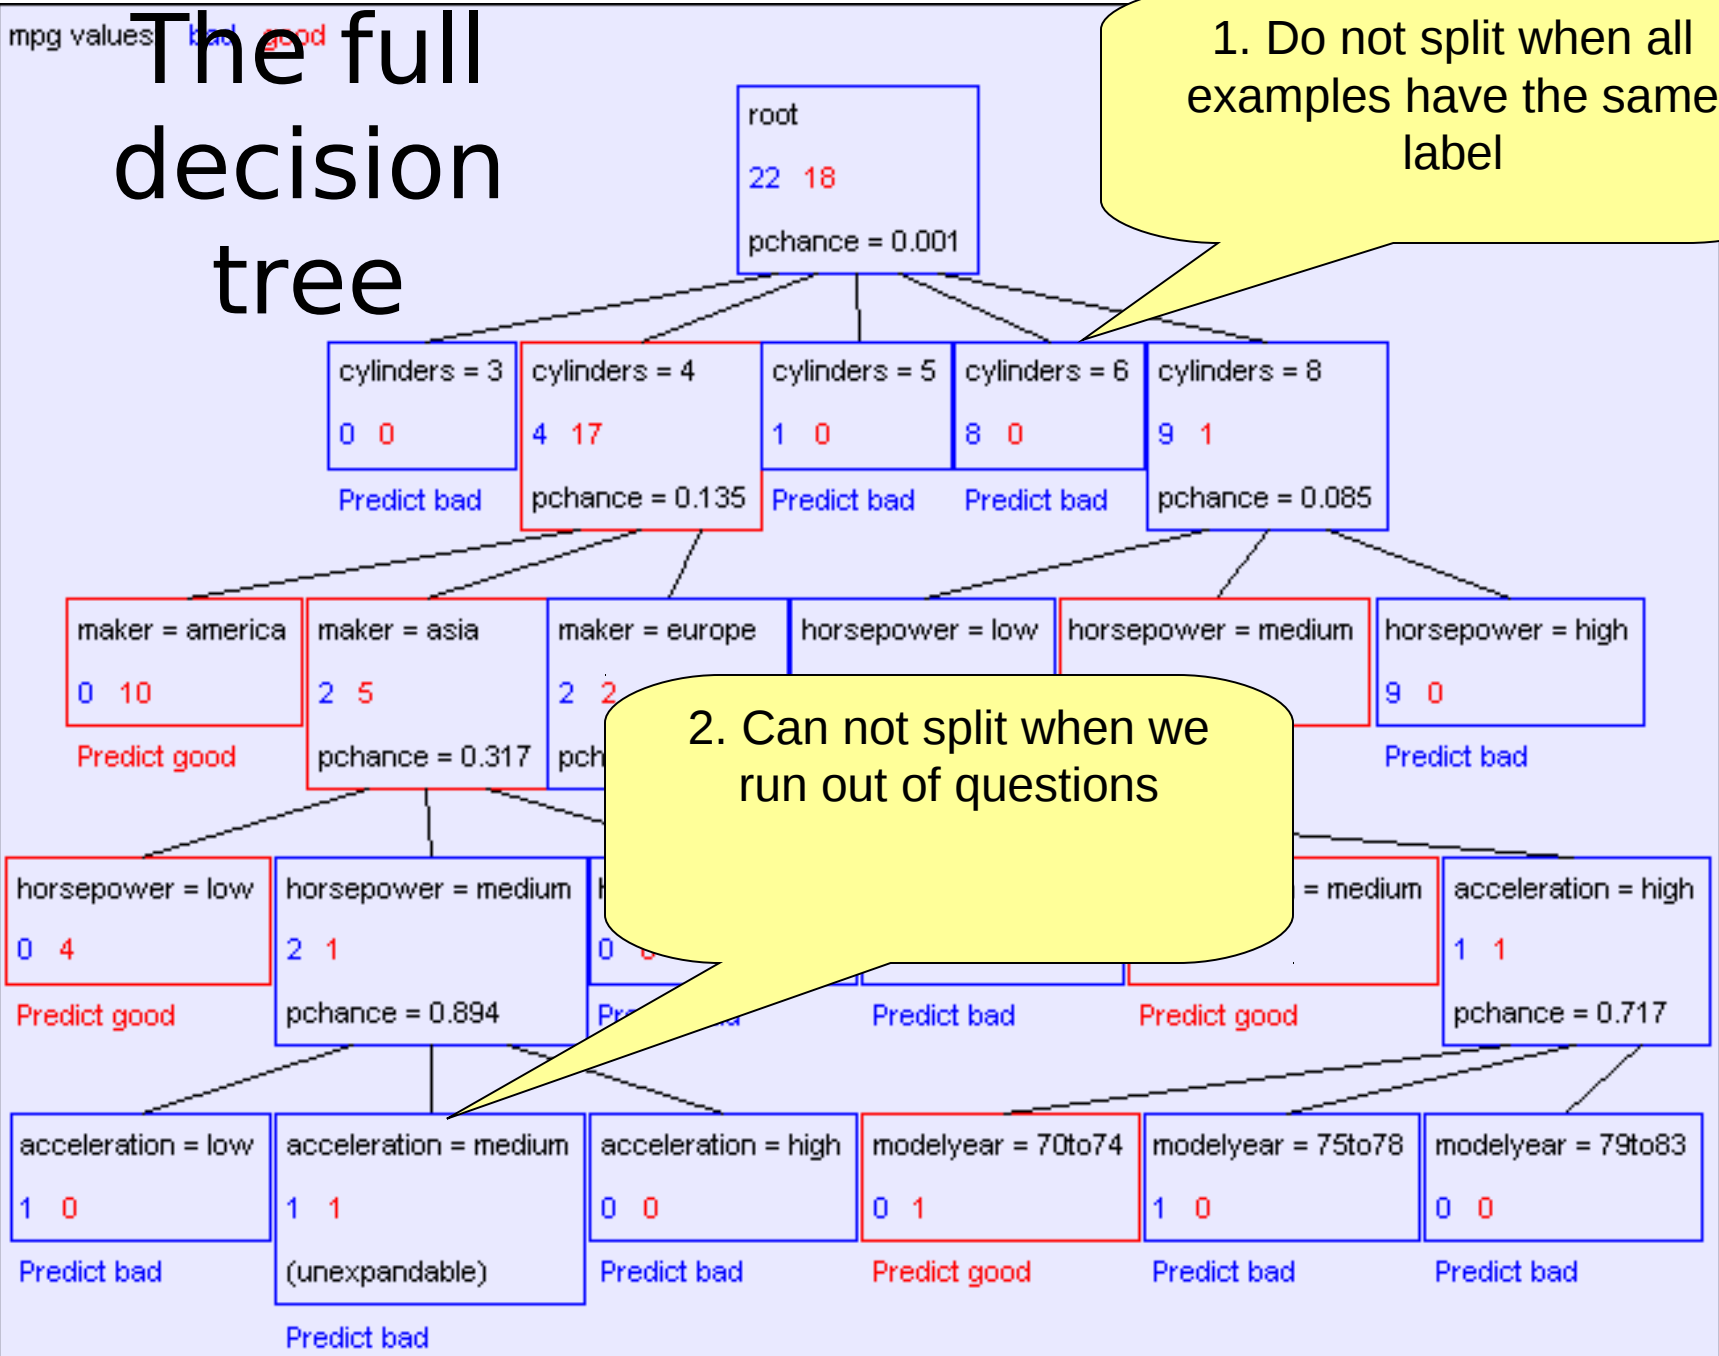 mpg values: bad good
The full
decision
tree
1. Do not split when all
examples have the same
label
root
22 18
pchance = 0.001
cylinders = 3
0 0
Predict bad
cylinders = 4
4 17
pchance = 0.135
cylinders = 5
1 0
Predict bad
cylinders = 6
8 0
Predict bad
cylinders = 8
9 1
pchance = 0.085
maker = america
0 10
Predict good
maker = asia
2 5
pchance = 0.317
maker = europe
2 2
horsepower = low
horsepower = medium
horsepower = high
9 0
Predict bad
2. Can not split when we
run out of questions
horsepower = low
0 4
Predict good
horsepower = medium
2 1
pchance = 0.894
0
Predict bad
Predict bad
= medium
Predict good
acceleration = high
1 1
pchance = 0.717
acceleration = low
1 0
Predict bad
acceleration = medium
1 1
(unexpandable)
Predict bad
acceleration = high
0 0
Predict bad
modelyear = 70to74
0 1
Predict good
modelyear = 75to78
1 0
Predict bad
modelyear = 79to83
0 0
Predict bad